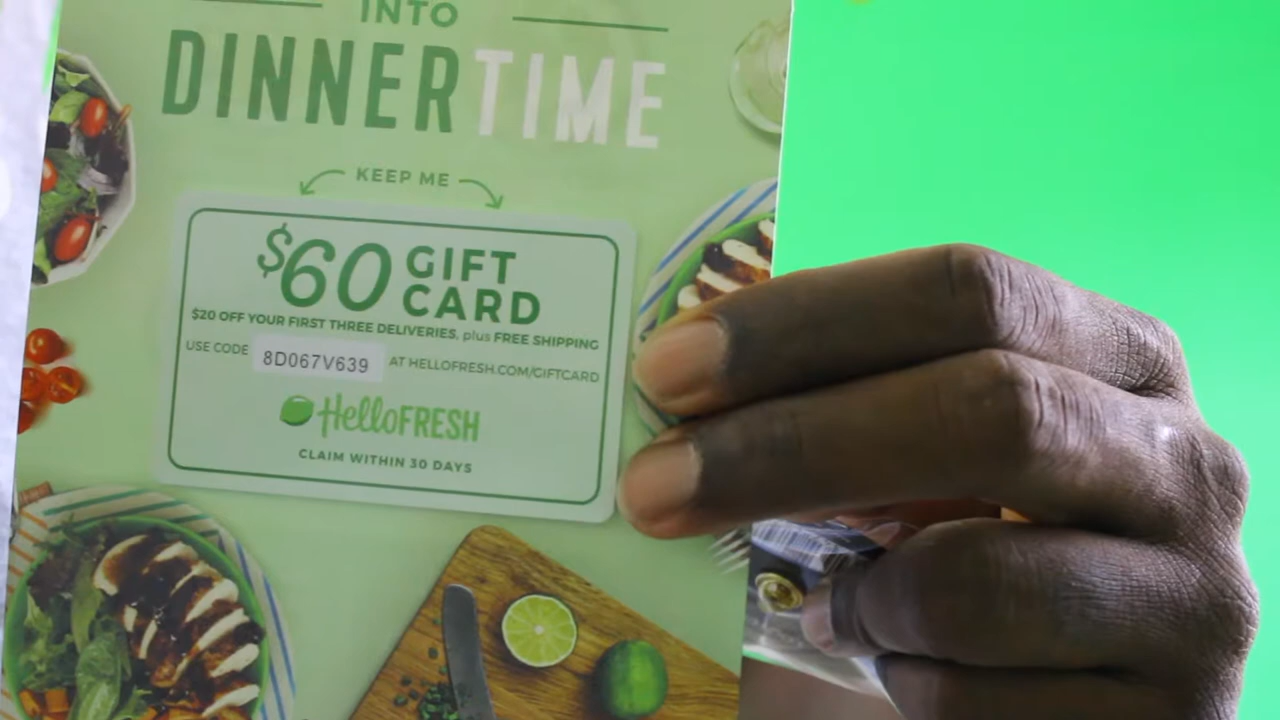 INTO
DINNERTIME
KEEP ME
$60 GIFT CARD
$20 OFF YOUR FIRST THREE DELIVERIES, plus FREE SHIPPING
USE CODE 8D067V639 AT HELLOFRESH.COM/GIFTCARD
HelloFRESH
CLAIM WITHIN 30 DAYS